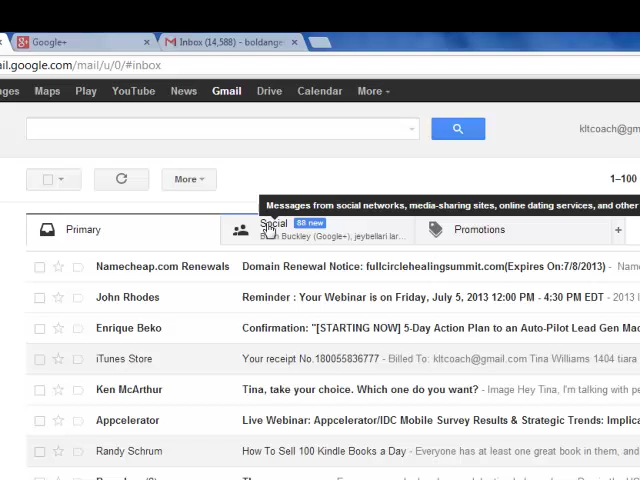 Google+ × Inbox (14,588) - boldange ×
ail.google.com/mail/u/0/#inbox
ages Maps Play YouTube News Gmail Drive Calendar More
kltcoach@gm
More 1–100
Messages from social networks, media-sharing sites, online dating services, and other
Primary Social 88 new Promotions +
Buckley (Google+), jeybellari lar...
Namecheap.com Renewals Domain Renewal Notice: fullcirclehealingsummit.com(Expires On:7/8/2013) -
John Rhodes Reminder : Your Webinar is on Friday, July 5, 2013 12:00 PM - 4:30 PM EDT -
Enrique Beko Confirmation: "[STARTING NOW] 5-Day Action Plan to an Auto-Pilot Lead Gen Mac
iTunes Store Your receipt No.180055836777 - Billed To: kltcoach@gmail.com Tina Williams 1404 tiara
Ken McArthur Tina, take your choice. Which one do you want? - Image Hey Tina, I'm talking with pe
Appcelerator Live Webinar: Appcelerator/IDC Mobile Survey Results & Strategic Trends: Implica
Randy Schrum How To Sell 100 Kindle Books a Day - Everyone has at least one great book in them, and